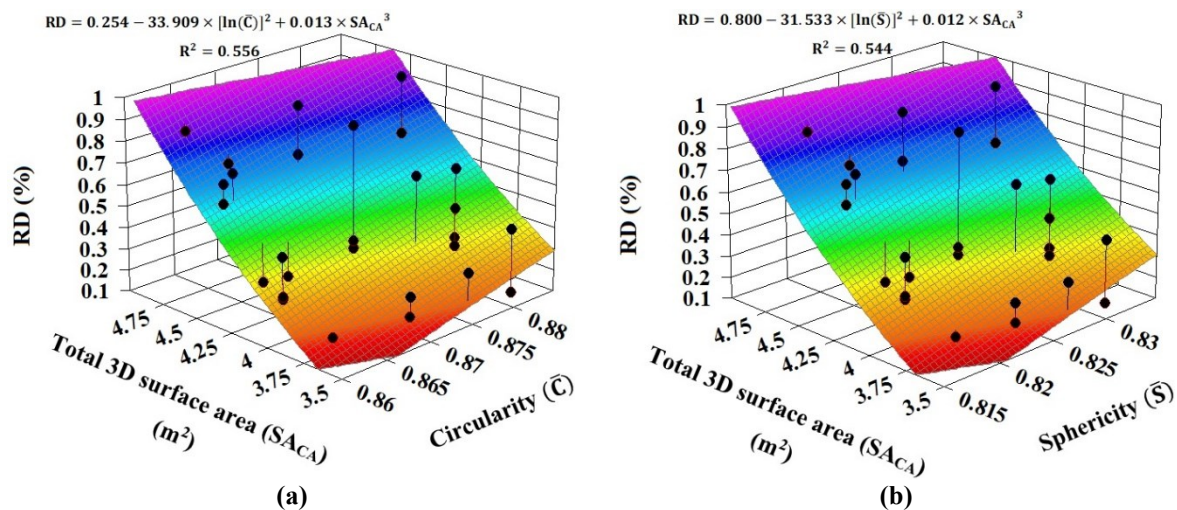 RD = 0.254 − 33.909 × [ln(C̄)]² + 0.013 × SA_CA³
R² = 0.556
RD (%)
1
0.9
0.8
0.7
0.6
0.5
0.4
0.3
0.2
0.1
4.75
4.5
4.25
4
3.75
3.5
Total 3D surface area (SA_CA)
(m²)
0.86
0.865
0.87
0.875
0.88
Circularity (C̄)
(a)
RD = 0.800 − 31.533 × [ln(S̄)]² + 0.012 × SA_CA³
R² = 0.544
RD (%)
1
0.9
0.8
0.7
0.6
0.5
0.4
0.3
0.2
0.1
4.75
4.5
4.25
4
3.75
3.5
Total 3D surface area (SA_CA)
(m²)
0.815
0.82
0.825
0.83
Sphericity (S̄)
(b)